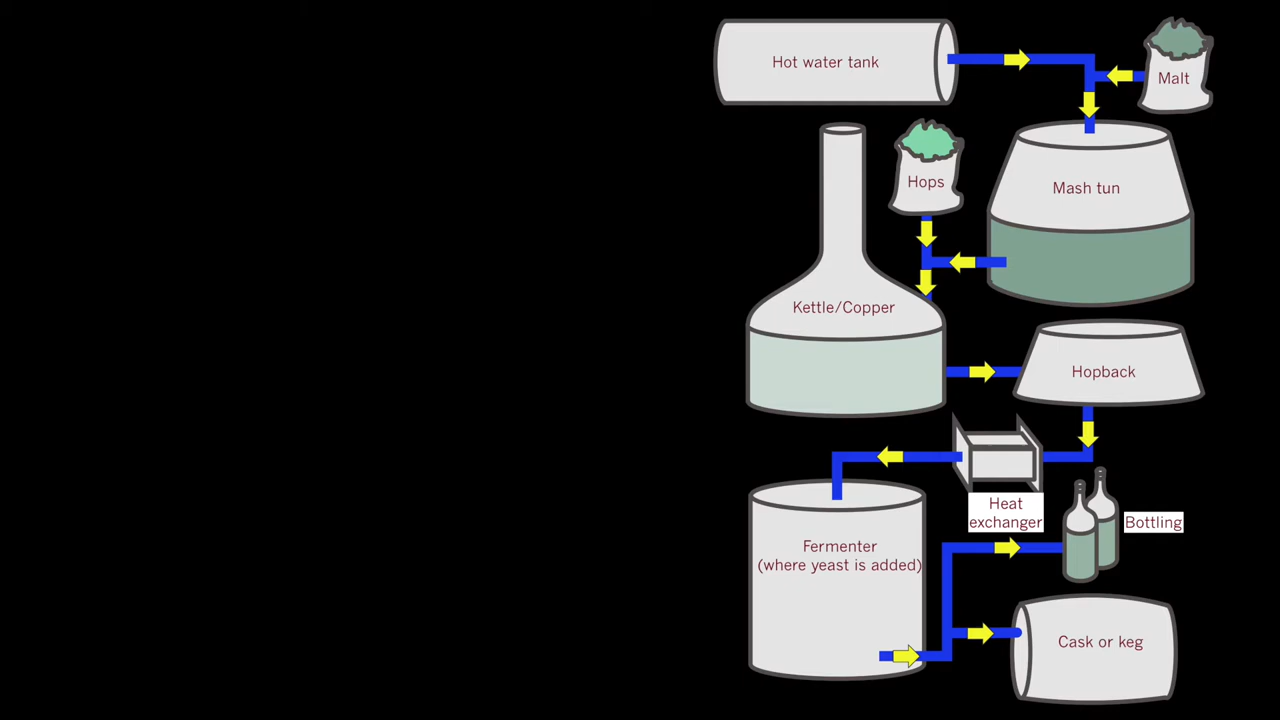 Hot water tank
Malt
Hops
Mash tun
Kettle/Copper
Hopback
Heat
exchanger
Bottling
Fermenter
(where yeast is added)
Cask or keg